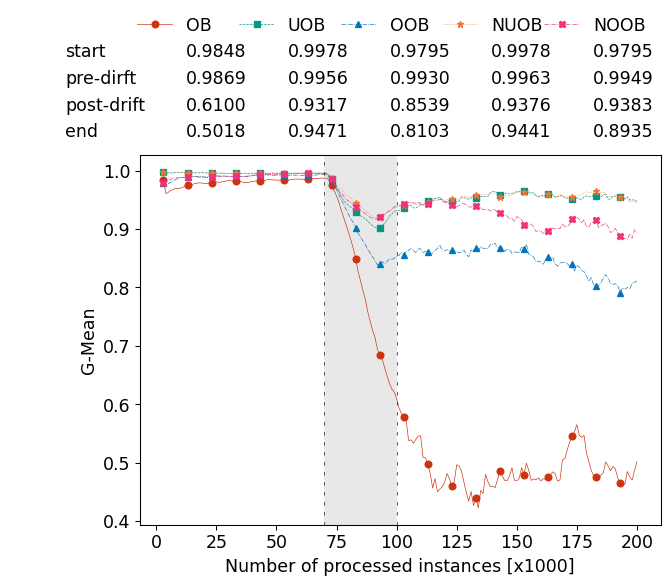 OB UOB OOB NUOB NOOB
start 0.9848 0.9978 0.9795 0.9978 0.9795
pre-dirft 0.9869 0.9956 0.9930 0.9963 0.9949
post-drift 0.6100 0.9317 0.8539 0.9376 0.9383
end 0.5018 0.9471 0.8103 0.9441 0.8935
1.0
0.9
0.8
0.7
0.6
0.5
0.4
G-Mean
0 25 50 75 100 125 150 175 200
Number of processed instances [x1000]